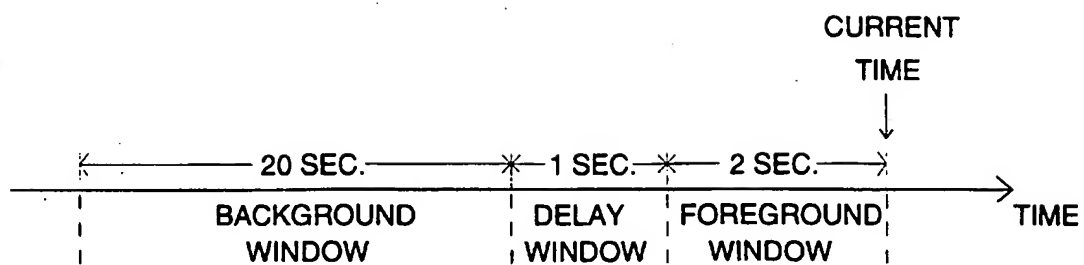 CURRENT
TIME
20 SEC. 1 SEC. 2 SEC.
BACKGROUND DELAY FOREGROUND TIME
WINDOW WINDOW WINDOW